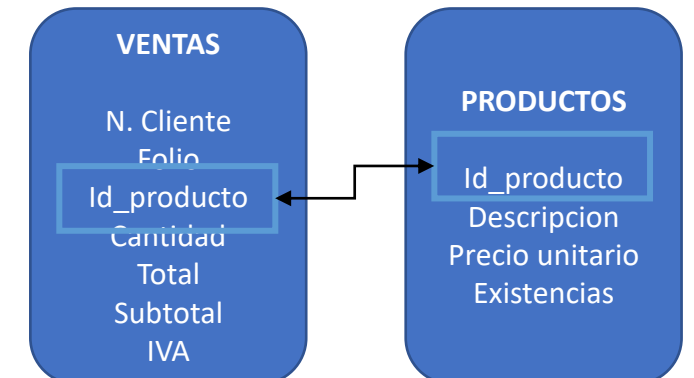 VENTAS
N. Cliente
Folio
Id_producto
Cantidad
Total
Subtotal
IVA
PRODUCTOS
Id_producto
Descripcion
Precio unitario
Existencias